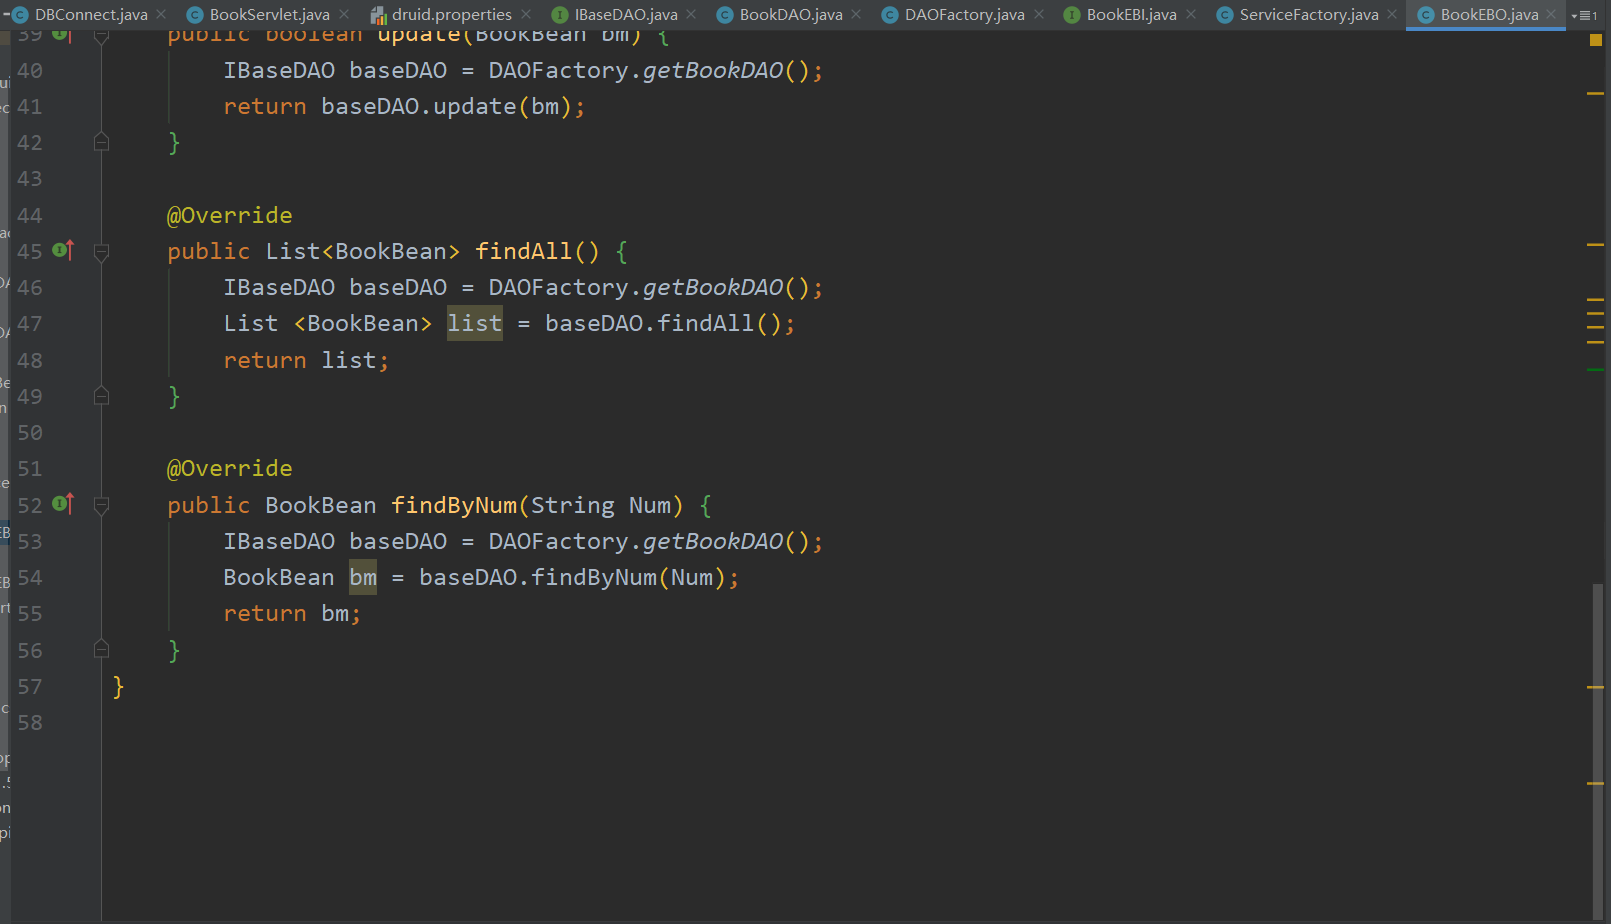 DBConnect.java BookServlet.java druid.properties IBaseDAO.java BookDAO.java DAOFactory.java BookEBI.java ServiceFactory.java BookEBO.java
39 public boolean update(BookBean bm) {
40 IBaseDAO baseDAO = DAOFactory.getBookDAO();
41 return baseDAO.update(bm);
42 }
43
44 @Override
45 public List<BookBean> findAll() {
46 IBaseDAO baseDAO = DAOFactory.getBookDAO();
47 List <BookBean> list = baseDAO.findAll();
48 return list;
49 }
50
51 @Override
52 public BookBean findByNum(String Num) {
53 IBaseDAO baseDAO = DAOFactory.getBookDAO();
54 BookBean bm = baseDAO.findByNum(Num);
55 return bm;
56 }
57 }
58